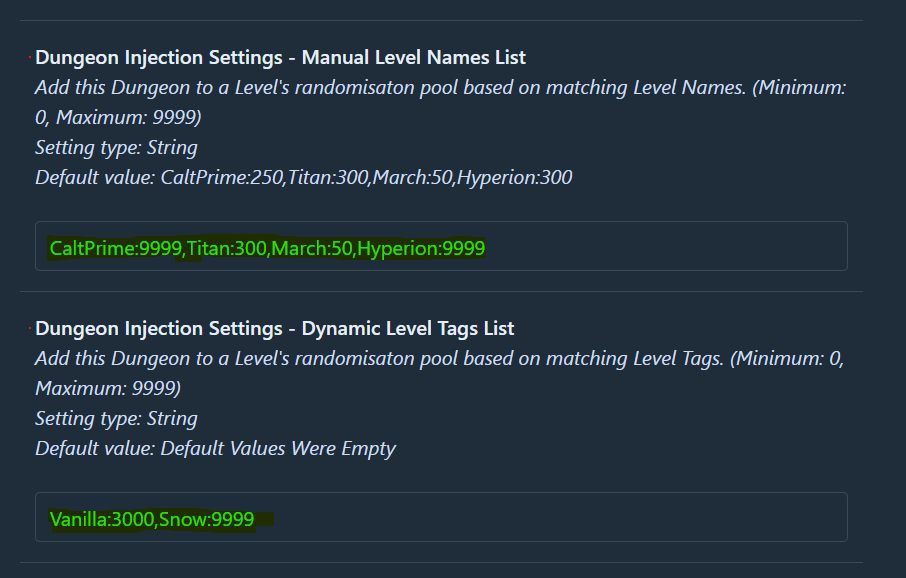 Dungeon Injection Settings - Manual Level Names List
Add this Dungeon to a Level's randomisaton pool based on matching Level Names. (Minimum:
0, Maximum: 9999)
Setting type: String
Default value: CaltPrime:250,Titan:300,March:50,Hyperion:300
CaltPrime:9999,Titan:300,March:50,Hyperion:9999
Dungeon Injection Settings - Dynamic Level Tags List
Add this Dungeon to a Level's randomisaton pool based on matching Level Tags. (Minimum: 0,
Maximum: 9999)
Setting type: String
Default value: Default Values Were Empty
Vanilla:3000,Snow:9999